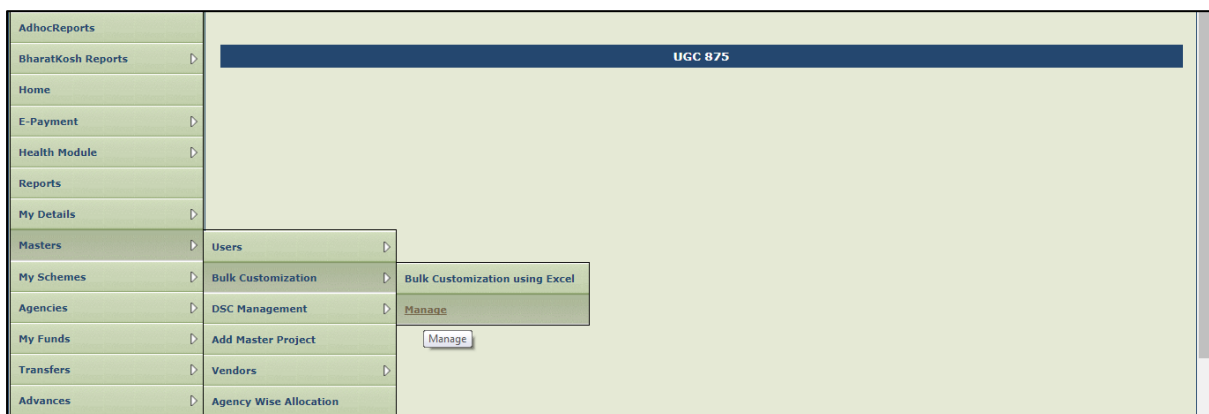 AdhocReports
BharatKosh Reports
UGC 875
Home
E-Payment
Health Module
Reports
My Details
Masters
Users
My Schemes
Bulk Customization
Bulk Customization using Excel
Agencies
DSC Management
Manage
My Funds
Add Master Project
Manage
Transfers
Vendors
Advances
Agency Wise Allocation